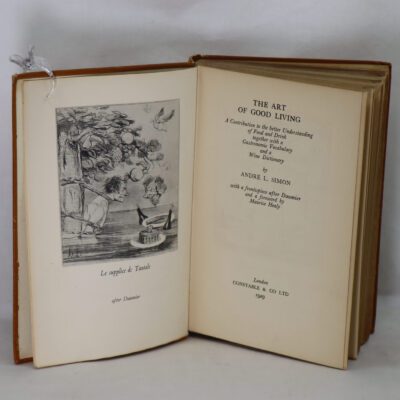 Le supplice de Tantale
after Daumier
THE ART
OF GOOD LIVING
A Contribution to the better Understanding
of Food and Drink
together with a
Gastronomic Vocabulary
and a
Wine Dictionary
by
ANDRE L. SIMON
with a frontispiece after Daumier
and a foreword by
Maurice Healy
London
CONSTABLE & CO LTD
1929